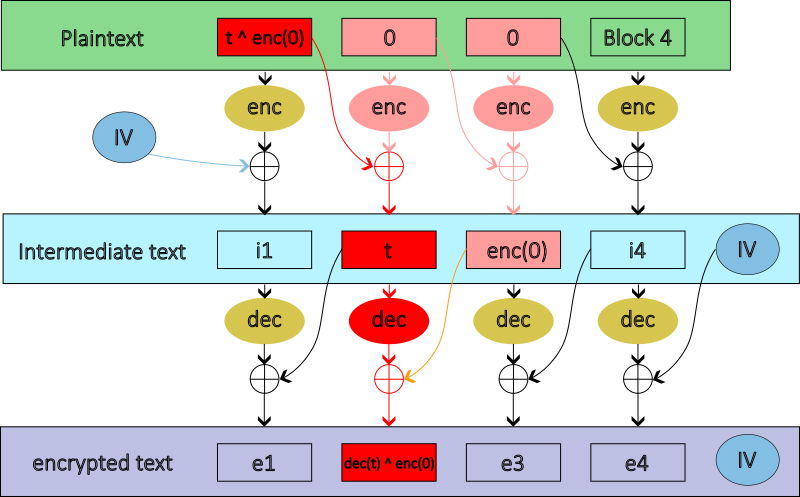 Plaintext t ^ enc(0) 0 0 Block 4
enc enc enc enc
IV
Intermediate text i1 t enc(0) i4 IV
dec dec dec dec
encrypted text e1 dec(t) ^ enc(0) e3 e4 IV